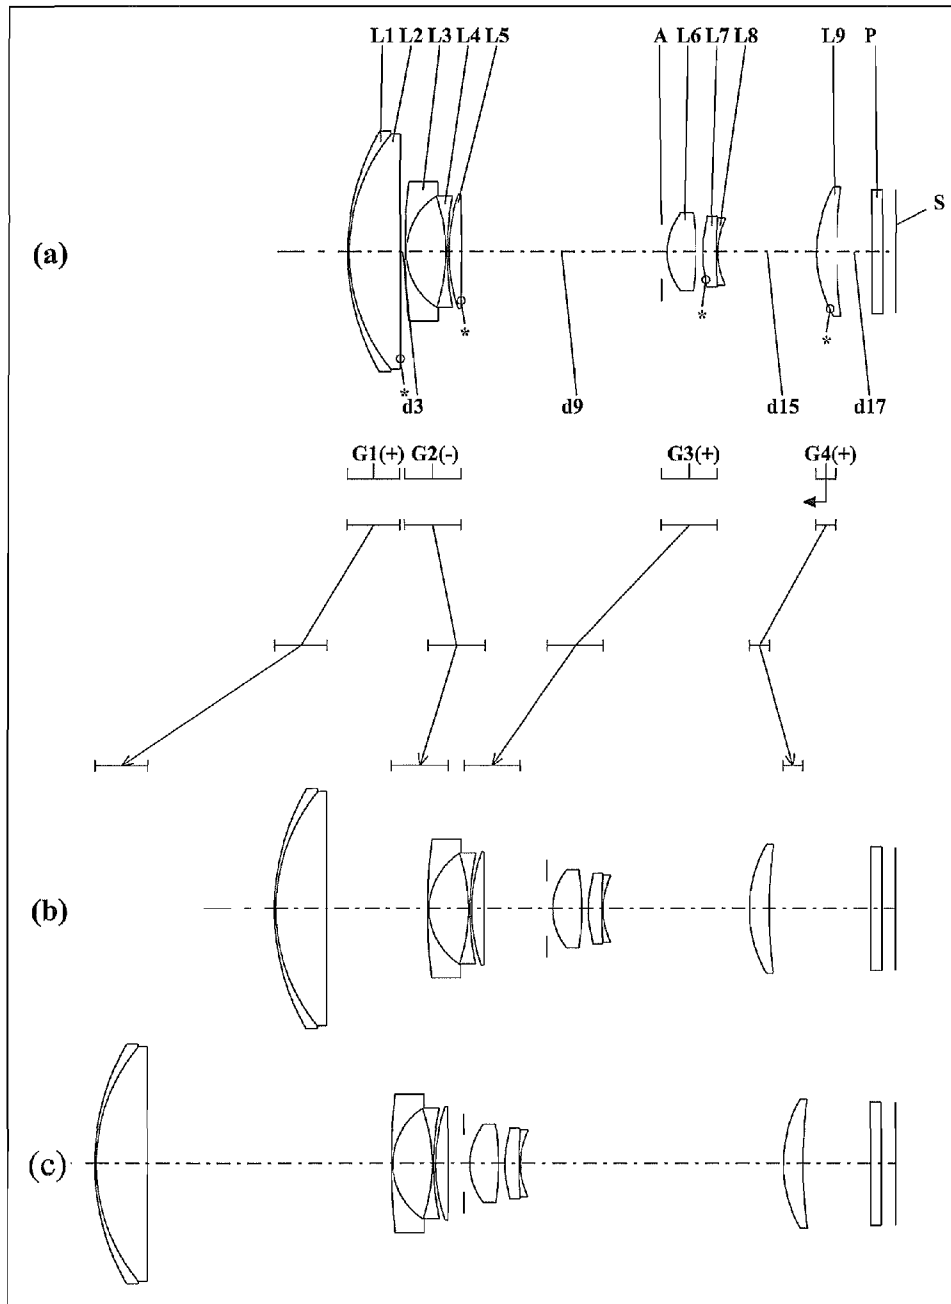 L1 L2 L3 L4 L5 A L6 L7 L8 L9 P
S
(a)
* * * *
d3 d9 d15 d17
G1(+) G2(-) G3(+) G4(+)
(b)
(c)